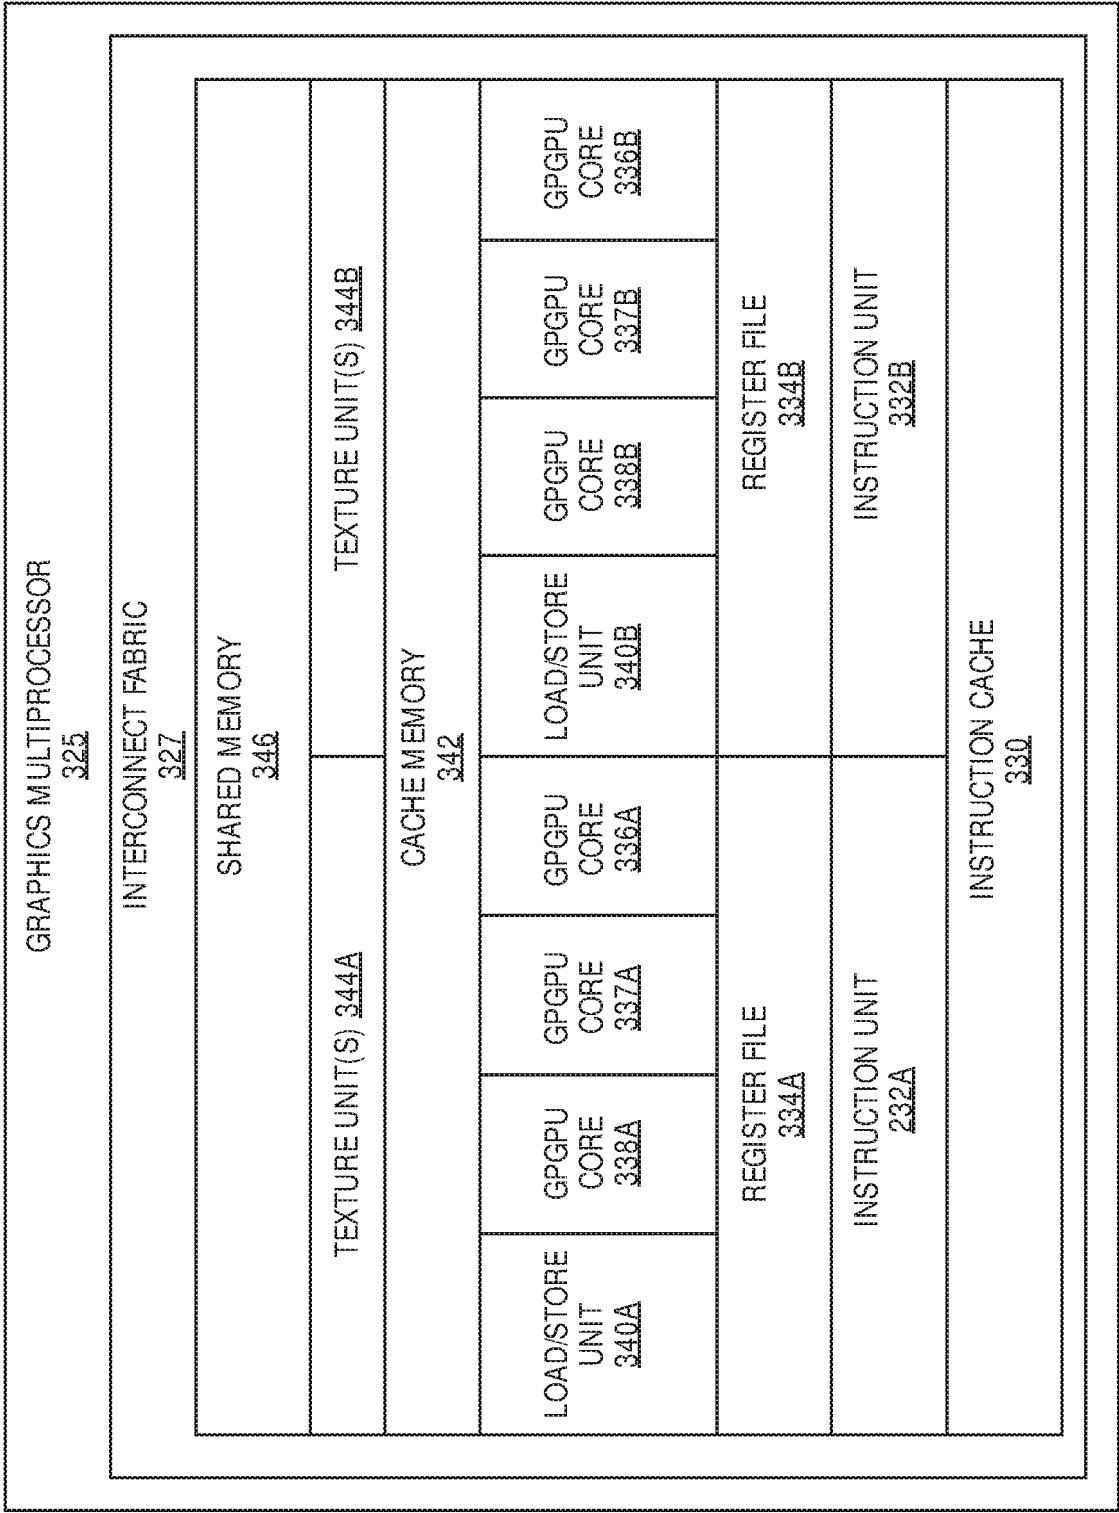 GRAPHICS MULTIPROCESSOR
325
INTERCONNECT FABRIC
327
SHARED MEMORY
346
TEXTURE UNIT(S) 344A
TEXTURE UNIT(S) 344B
CACHE MEMORY
342
LOAD/STORE
UNIT
340A
GPGPU
CORE
338A
GPGPU
CORE
337A
GPGPU
CORE
336A
LOAD/STORE
UNIT
340B
GPGPU
CORE
338B
GPGPU
CORE
337B
GPGPU
CORE
336B
REGISTER FILE
334A
REGISTER FILE
334B
INSTRUCTION UNIT
232A
INSTRUCTION UNIT
332B
INSTRUCTION CACHE
330